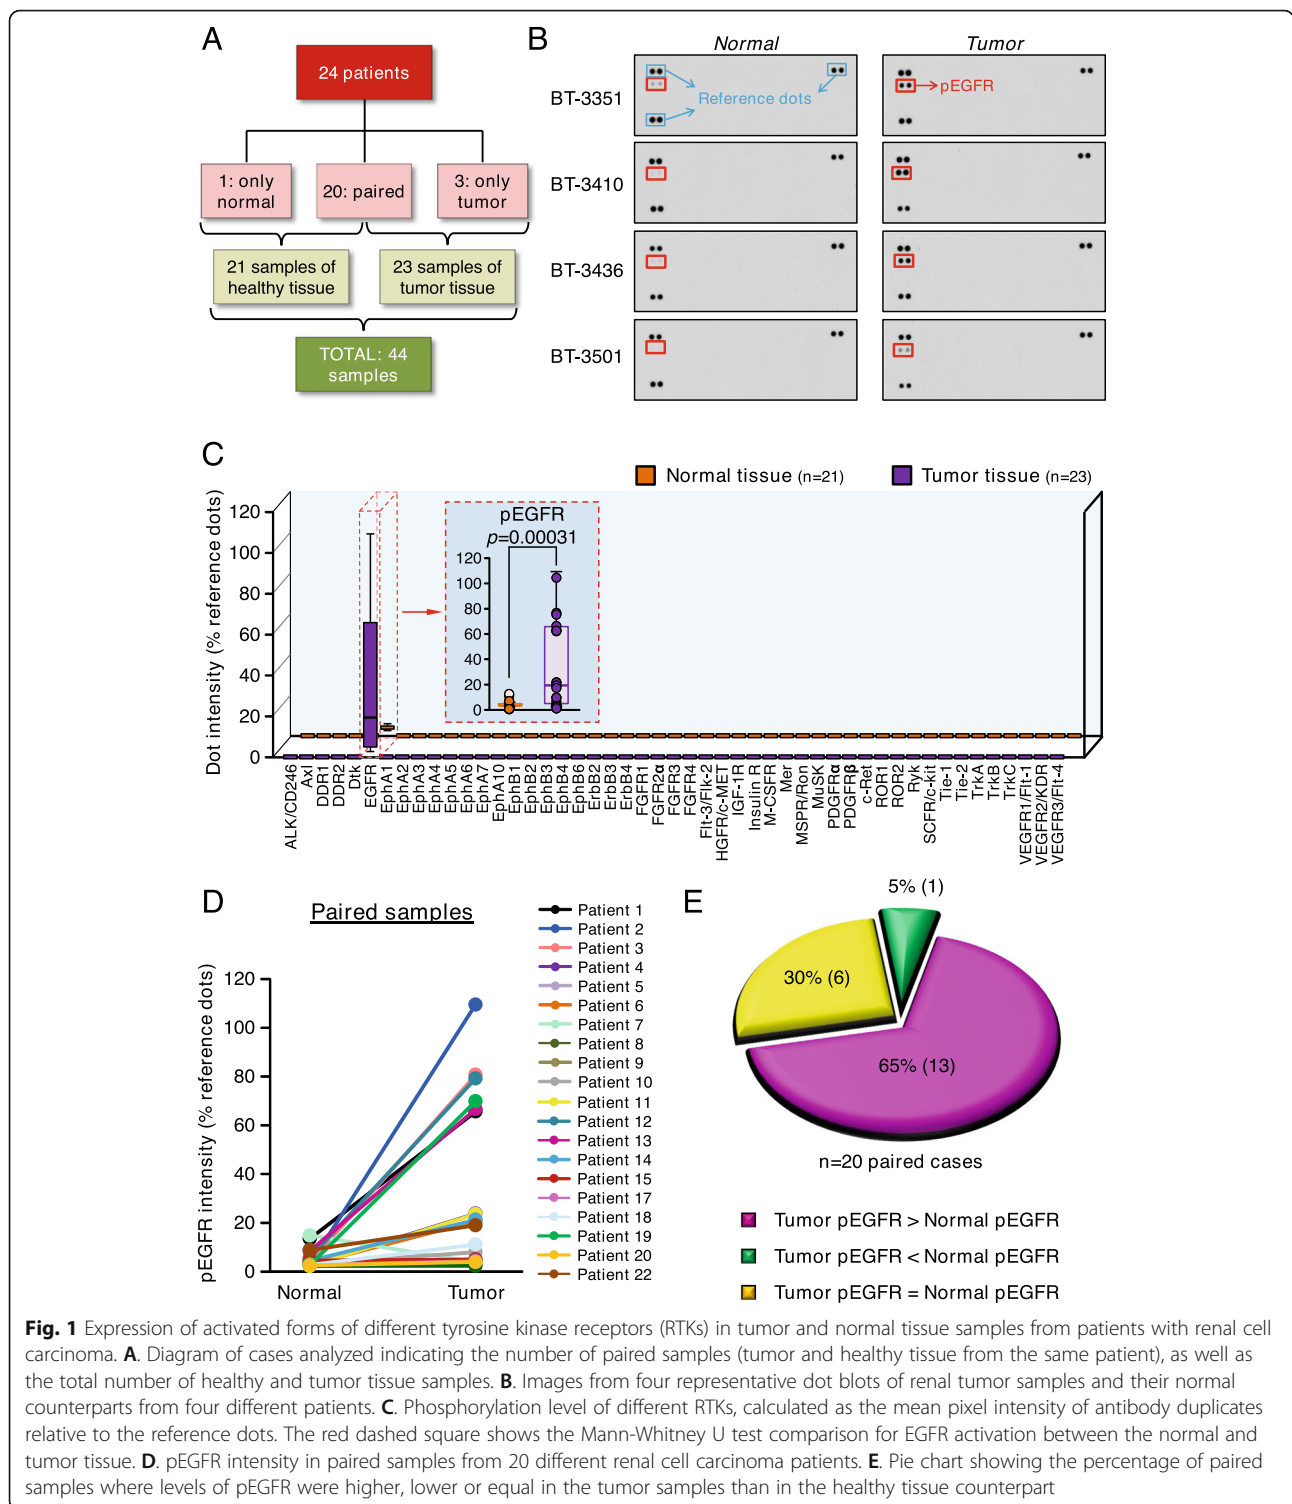 A
24 patients
1: only
normal
20: paired
3: only
tumor
21 samples of
healthy tissue
23 samples of
tumor tissue
TOTAL: 44
samples
B
Normal
Tumor
BT-3351
Reference dots
pEGFR
BT-3410
BT-3436
BT-3501
C
Normal tissue (n=21)
Tumor tissue (n=23)
Dot intensity (% reference dots)
120
100
80
60
40
20
0
pEGFR
p=0.00031
120
100
80
60
40
20
0
ALK/CD246
Axl
DDR1
DDR2
Dtk
EGFR
EphA1
EphA2
EphA3
EphA4
EphA5
EphA6
EphA7
EphA10
EphB1
EphB2
EphB3
EphB4
EphB6
ErbB2
ErbB3
ErbB4
FGFR1
FGFR2α
FGFR3
FGFR4
Flt-3/Flk-2
HGFR/c-MET
IGF-1R
Insulin R
M-CSFR
Mer
MSPR/Ron
MuSK
PDGFRα
PDGFRβ
c-Ret
ROR1
ROR2
Ryk
SCFR/c-kit
Tie-1
Tie-2
TrkA
TrkB
TrkC
VEGFR1/Flt-1
VEGFR2/KDR
VEGFR3/Flt-4
D
Paired samples
pEGFR intensity (% reference dots)
120
100
80
60
40
20
0
Normal
Tumor
Patient 1
Patient 2
Patient 3
Patient 4
Patient 5
Patient 6
Patient 7
Patient 8
Patient 9
Patient 10
Patient 11
Patient 12
Patient 13
Patient 14
Patient 15
Patient 17
Patient 18
Patient 19
Patient 20
Patient 22
E
5% (1)
30% (6)
65% (13)
n=20 paired cases
Tumor pEGFR > Normal pEGFR
Tumor pEGFR < Normal pEGFR
Tumor pEGFR = Normal pEGFR
Fig. 1 Expression of activated forms of different tyrosine kinase receptors (RTKs) in tumor and normal tissue samples from patients with renal cell
carcinoma. A. Diagram of cases analyzed indicating the number of paired samples (tumor and healthy tissue from the same patient), as well as
the total number of healthy and tumor tissue samples. B. Images from four representative dot blots of renal tumor samples and their normal
counterparts from four different patients. C. Phosphorylation level of different RTKs, calculated as the mean pixel intensity of antibody duplicates
relative to the reference dots. The red dashed square shows the Mann-Whitney U test comparison for EGFR activation between the normal and
tumor tissue. D. pEGFR intensity in paired samples from 20 different renal cell carcinoma patients. E. Pie chart showing the percentage of paired
samples where levels of pEGFR were higher, lower or equal in the tumor samples than in the healthy tissue counterpart